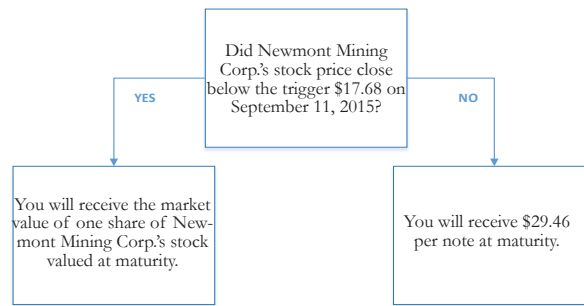 Did Newmont Mining
Corp.'s stock price close
below the trigger $17.68 on
September 11, 2015?
YES
NO
You will receive the market
value of one share of New-
mont Mining Corp.'s stock
valued at maturity.
You will receive $29.46
per note at maturity.